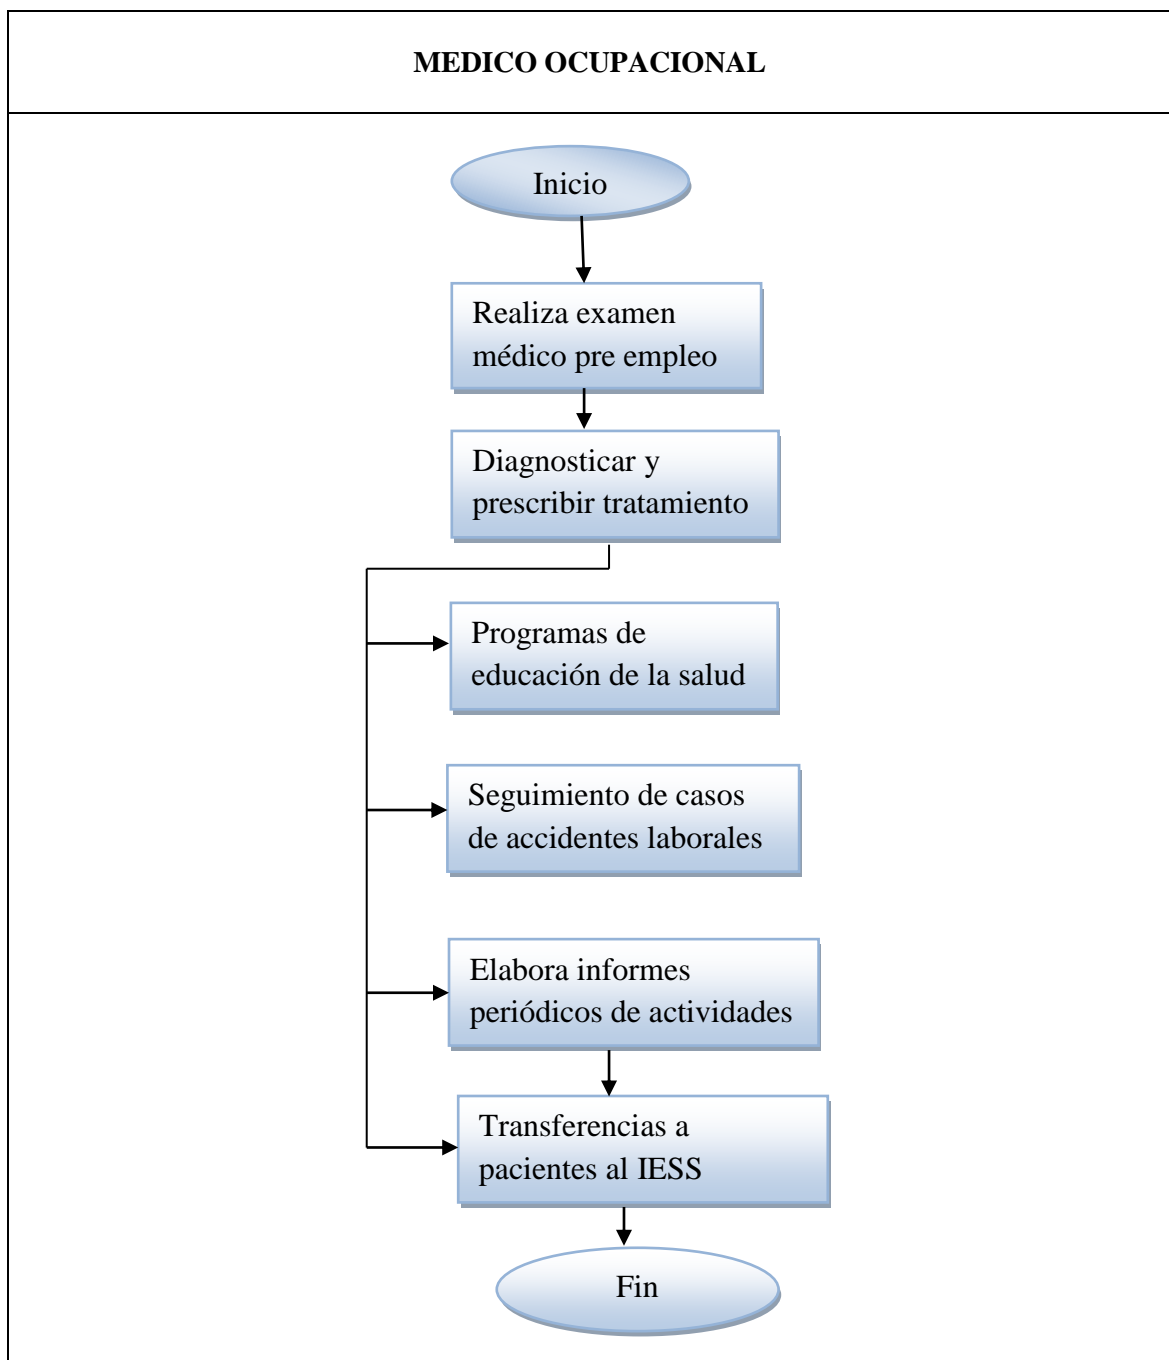 MEDICO OCUPACIONAL
Inicio
Realiza examen
médico pre empleo
Diagnosticar y
prescribir tratamiento
Programas de
educación de la salud
Seguimiento de casos
de accidentes laborales
Elabora informes
periódicos de actividades
Transferencias a
pacientes al IESS
Fin